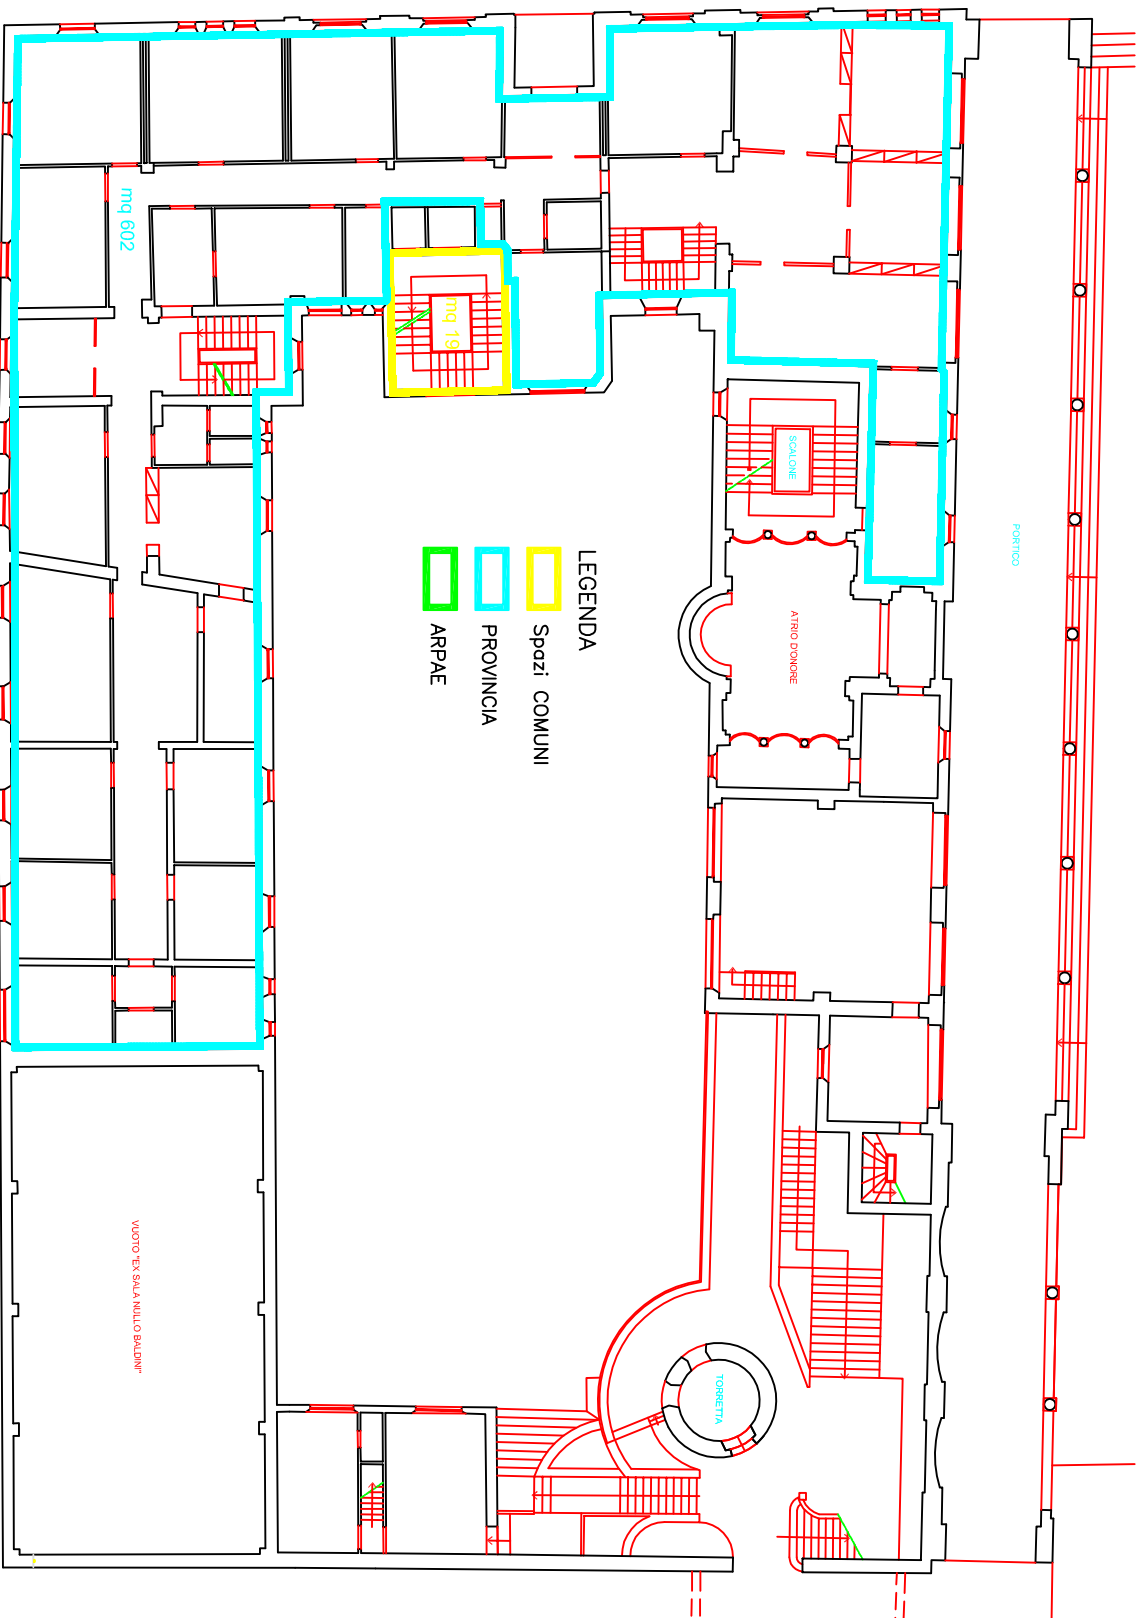 mq 602
mq 19
SCALONE
PORTICO
ATRIO D'ONORE
LEGENDA
Spazi COMUNI
PROVINCIA
ARPAE
TORRETTA
VUOTO "EX SALA NULLO BALDINI"